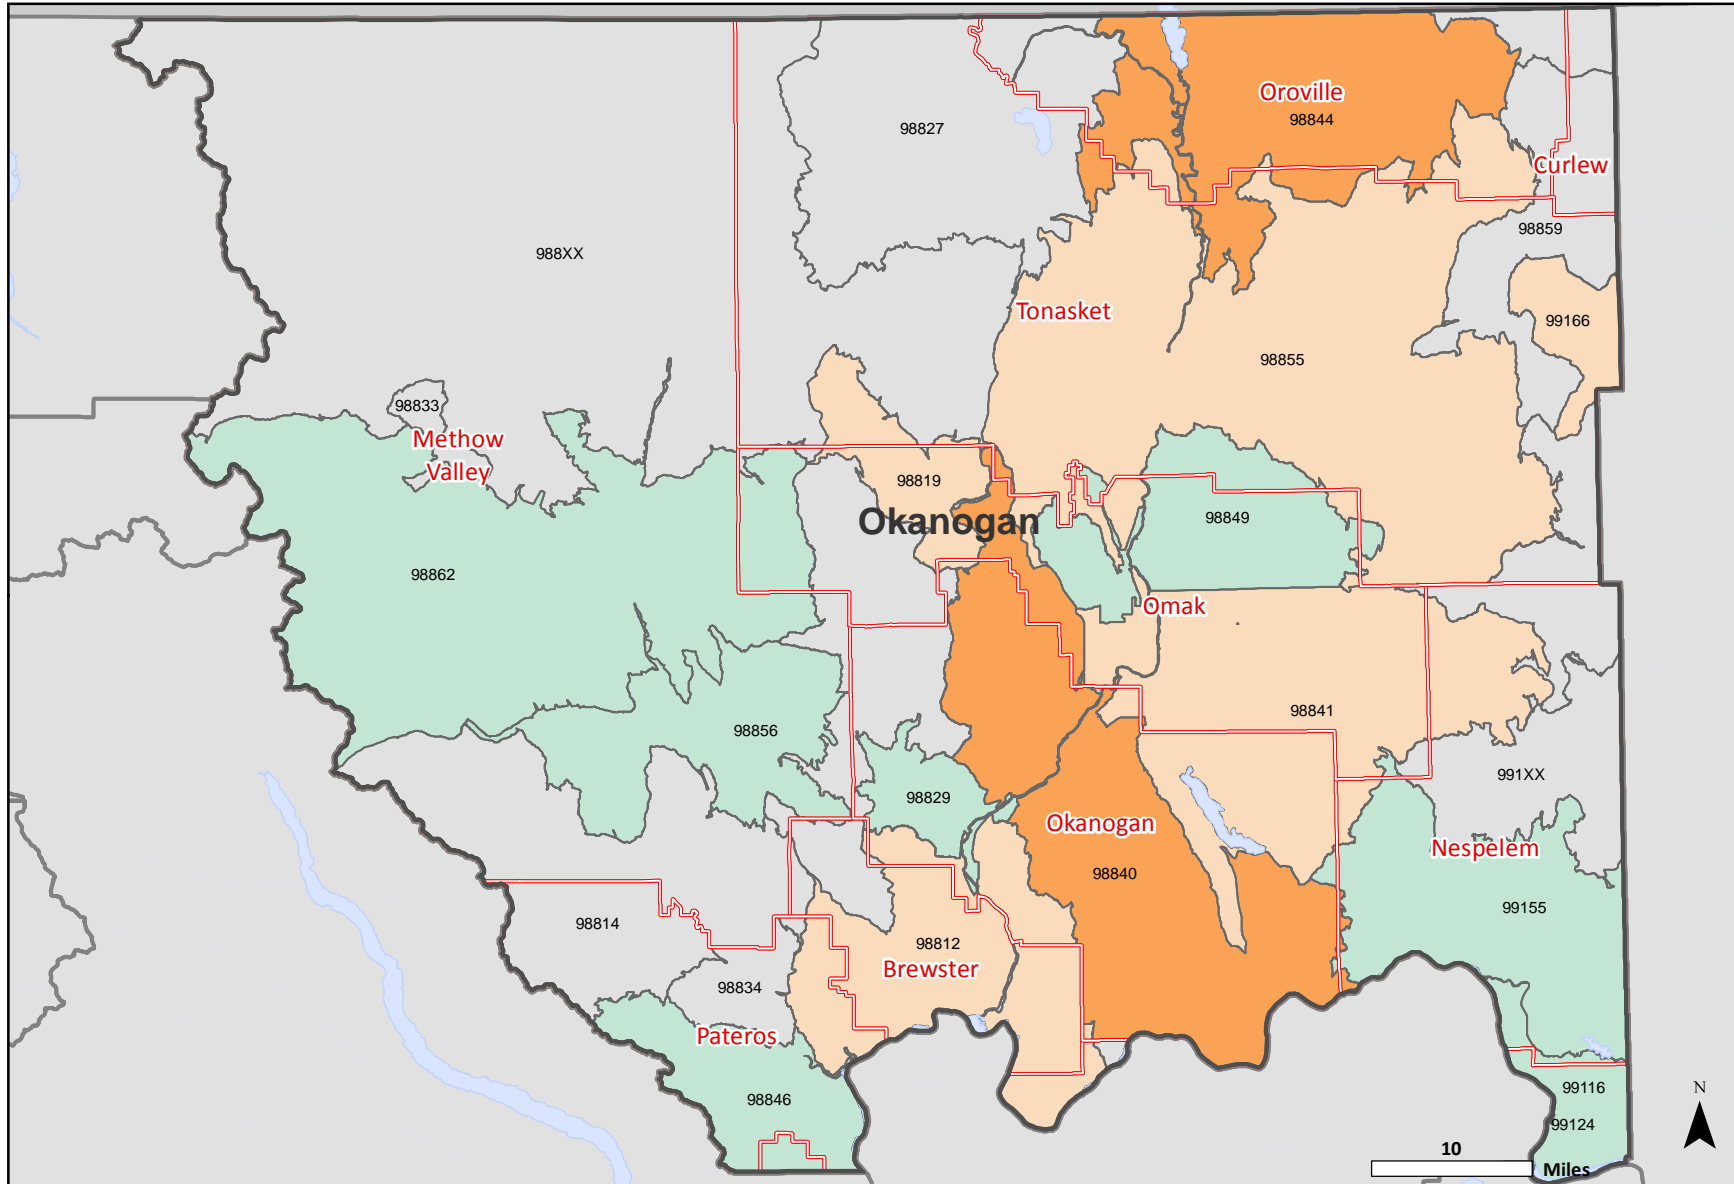 Oroville
98844
98827
Curlew
98859
988XX
Tonasket
99166
98855
98833
Methow
Valley
98819
Okanogan
98849
98862
Omak
98841
98856
991XX
98829
Okanogan
Nespelem
98840
99155
98814
98812
Brewster
98834
Pateros
99116
98846
99124
N
10
Miles